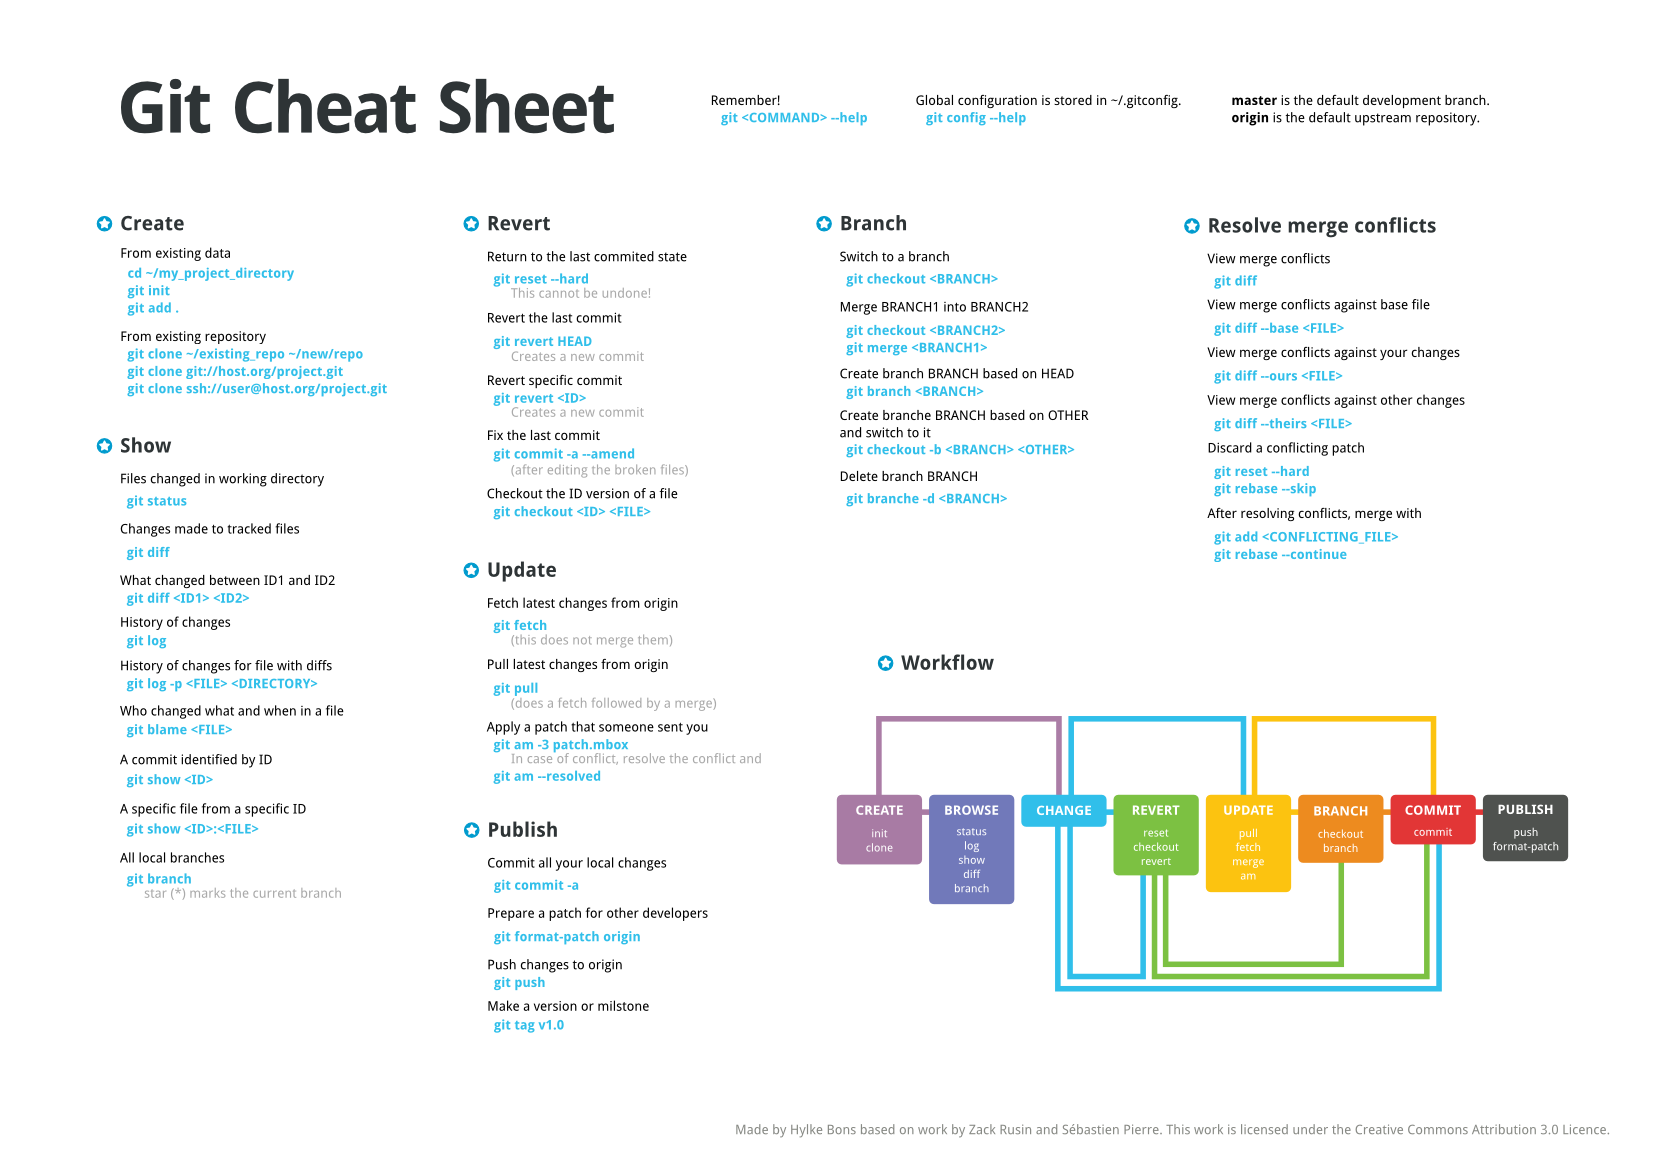 Git Cheat Sheet
Remember!
git <COMMAND> --help
Global configuration is stored in ~/.gitconfig.
git config --help
master is the default development branch.
origin is the default upstream repository.
Create
From existing data
cd ~/my_project_directory
git init
git add .
From existing repository
git clone ~/existing_repo ~/new/repo
git clone git://host.org/project.git
git clone ssh://user@host.org/project.git
Show
Files changed in working directory
git status
Changes made to tracked files
git diff
What changed between ID1 and ID2
git diff <ID1> <ID2>
History of changes
git log
History of changes for file with diffs
git log -p <FILE> <DIRECTORY>
Who changed what and when in a file
git blame <FILE>
A commit identified by ID
git show <ID>
A specific file from a specific ID
git show <ID>:<FILE>
All local branches
git branch
star (*) marks the current branch
Revert
Return to the last commited state
git reset --hard
This cannot be undone!
Revert the last commit
git revert HEAD
Creates a new commit
Revert specific commit
git revert <ID>
Creates a new commit
Fix the last commit
git commit -a --amend
(after editing the broken files)
Checkout the ID version of a file
git checkout <ID> <FILE>
Update
Fetch latest changes from origin
git fetch
(this does not merge them)
Pull latest changes from origin
git pull
(does a fetch followed by a merge)
Apply a patch that someone sent you
git am -3 patch.mbox
In case of conflict, resolve the conflict and
git am --resolved
Publish
Commit all your local changes
git commit -a
Prepare a patch for other developers
git format-patch origin
Push changes to origin
git push
Make a version or milstone
git tag v1.0
Branch
Switch to a branch
git checkout <BRANCH>
Merge BRANCH1 into BRANCH2
git checkout <BRANCH2>
git merge <BRANCH1>
Create branch BRANCH based on HEAD
git branch <BRANCH>
Create branche BRANCH based on OTHER
and switch to it
git checkout -b <BRANCH> <OTHER>
Delete branch BRANCH
git branche -d <BRANCH>
Resolve merge conflicts
View merge conflicts
git diff
View merge conflicts against base file
git diff --base <FILE>
View merge conflicts against your changes
git diff --ours <FILE>
View merge conflicts against other changes
git diff --theirs <FILE>
Discard a conflicting patch
git reset --hard
git rebase --skip
After resolving conflicts, merge with
git add <CONFLICTING_FILE>
git rebase --continue
Workflow
CREATE
init
clone
BROWSE
status
log
show
diff
branch
CHANGE
REVERT
reset
checkout
revert
UPDATE
pull
fetch
merge
am
BRANCH
checkout
branch
COMMIT
commit
PUBLISH
push
format-patch
Made by Hylke Bons based on work by Zack Rusin and Sébastien Pierre. This work is licensed under the Creative Commons Attribution 3.0 Licence.